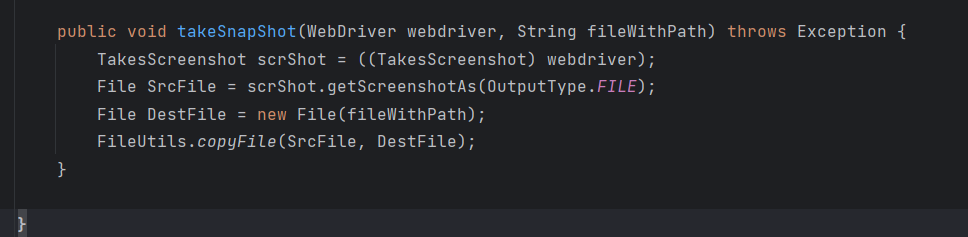 public void takeSnapShot(WebDriver webdriver, String fileWithPath) throws Exception {
TakesScreenshot scrShot = ((TakesScreenshot) webdriver);
File SrcFile = scrShot.getScreenshotAs(OutputType.FILE);
File DestFile = new File(fileWithPath);
FileUtils.copyFile(SrcFile, DestFile);
}
}